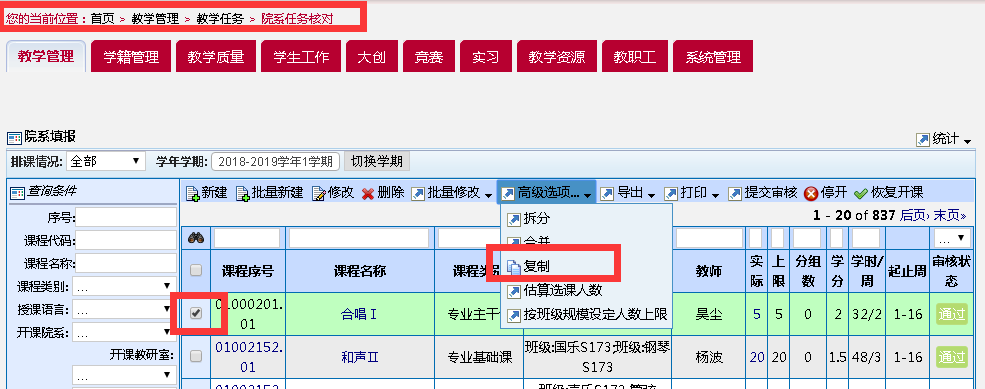 您的当前位置：首页 » 教学管理 » 教学任务 » 院系任务核对
教学管理 学籍管理 教学质量 学生工作 大创 竞赛 实习 教学资源 教职工 系统管理
院系填报 统计
排课情况: 全部 学年学期: 2018-2019学年1学期 切换学期
查询条件 新建 批量新建 修改 删除 批量修改 高级选项... 导出 打印 提交审核 停开 恢复开课
序号: 拆分 1 - 20 of 837 后页› 末页»
课程代码: 合并 ...
课程名称: 复制
课程序号 课程名称 课程类别 教师 实际 上限 分组数 学分 学时/周 起止周 审核状态
课程类别: ... 估算选课人数
授课语言: ... 01000201.01 合唱Ⅰ 专业主干 按班级规模设定人数上限 吴尘 5 5 0 2 32/2 1-16 通过
开课院系: ...
开课教研室: 01002152.01 和声Ⅱ 专业基础课 班级:国乐S173;班级:钢琴S173 杨波 20 20 0 1.5 48/3 1-16 通过
...